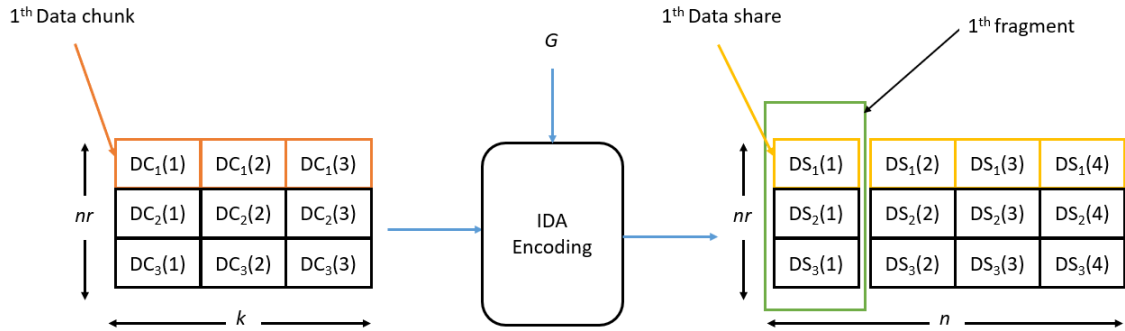 1th Data chunk
G
1th Data share
1th fragment
nr
DC1(1) DC1(2) DC1(3)
DC2(1) DC2(2) DC2(3)
DC3(1) DC3(2) DC3(3)
k
IDA
Encoding
nr
DS1(1) DS1(2) DS1(3) DS1(4)
DS2(1) DS2(2) DS2(3) DS2(4)
DS3(1) DS3(2) DS3(3) DS3(4)
n